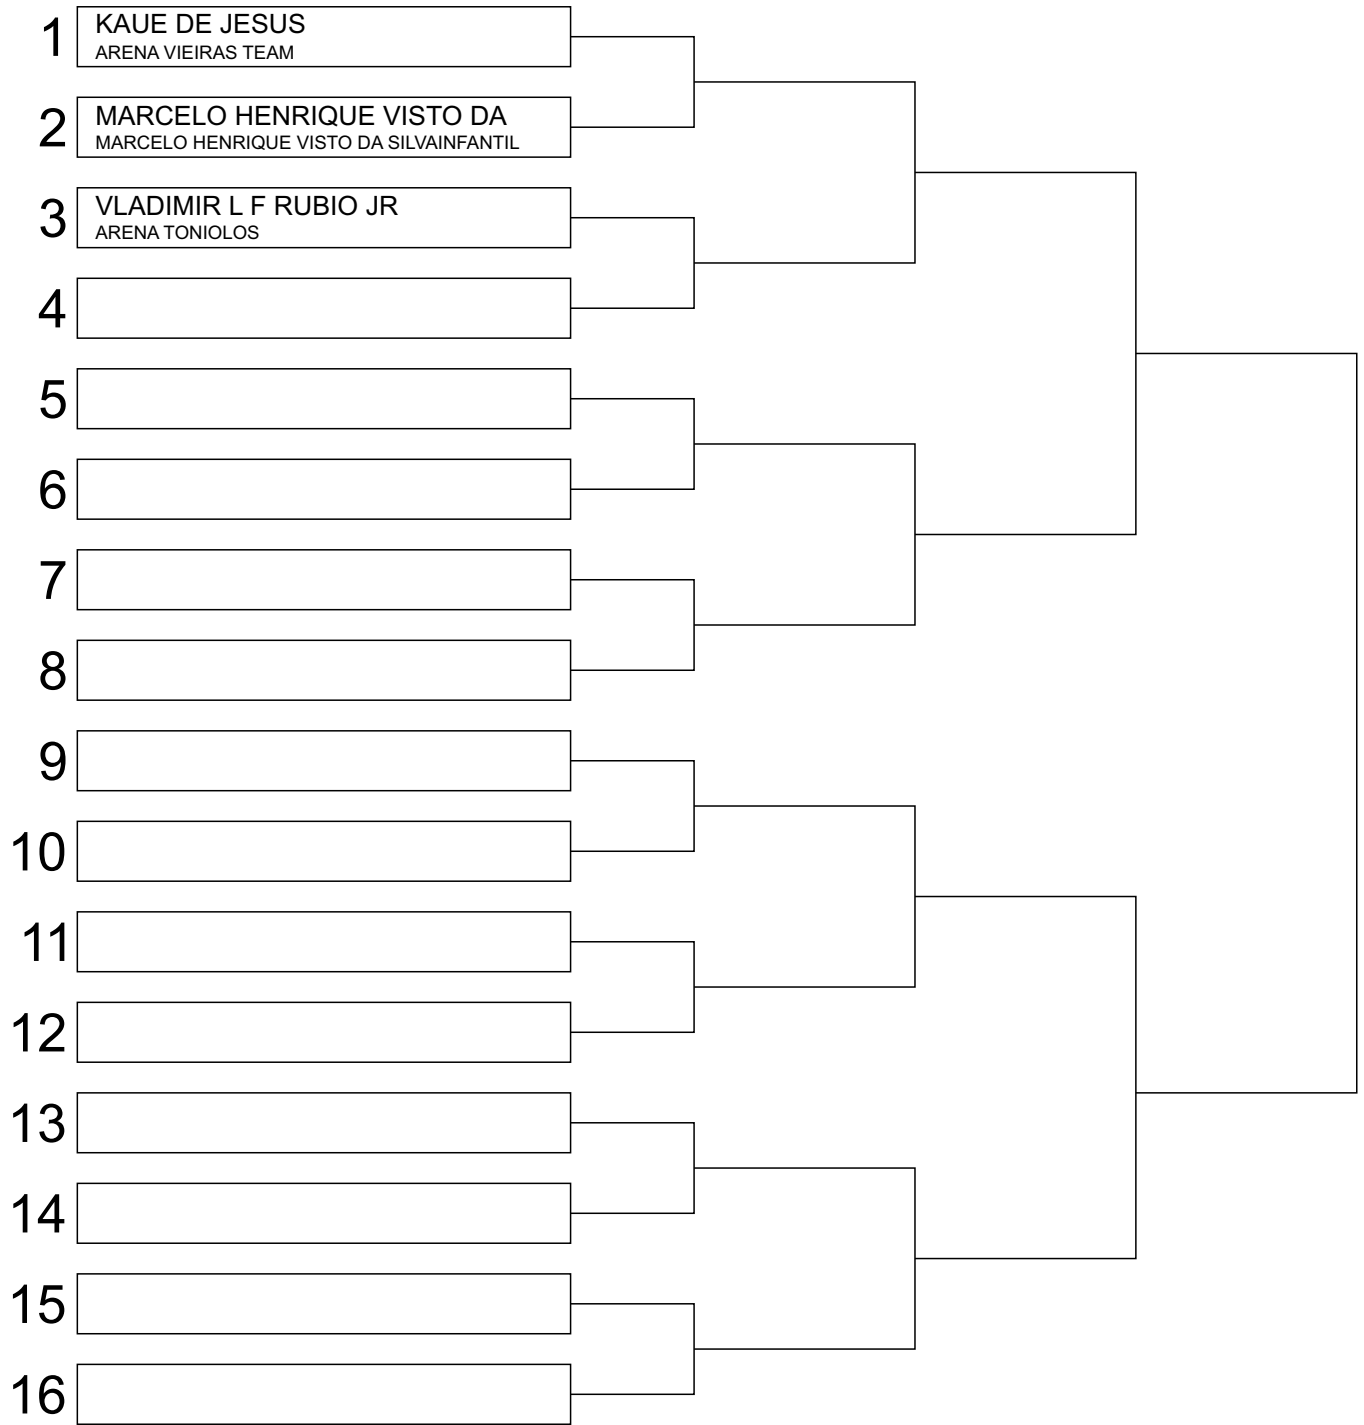 1 KAUE DE JESUS
ARENA VIEIRAS TEAM
2 MARCELO HENRIQUE VISTO DA
MARCELO HENRIQUE VISTO DA SILVAINFANTIL
3 VLADIMIR L F RUBIO JR
ARENA TONIOLOS
4
5
6
7
8
9
10
11
12
13
14
15
16